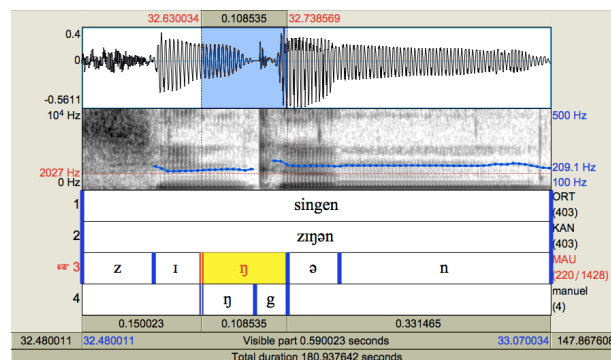 32.630034 0.108535 32.738569
0.4
0
-0.5611
10⁴ Hz 500 Hz
2027 Hz 209.1 Hz
0 Hz 100 Hz
1 singen ORT (403)
2 zɪŋən KAN (403)
3 z ɪ ŋ ə n MAU (220 / 1428)
4 ŋ g manuel (4)
0.150023 0.108535 0.331465
32.480011 32.480011 Visible part 0.590023 seconds 33.070034 147.867608
Total duration 180.937642 seconds